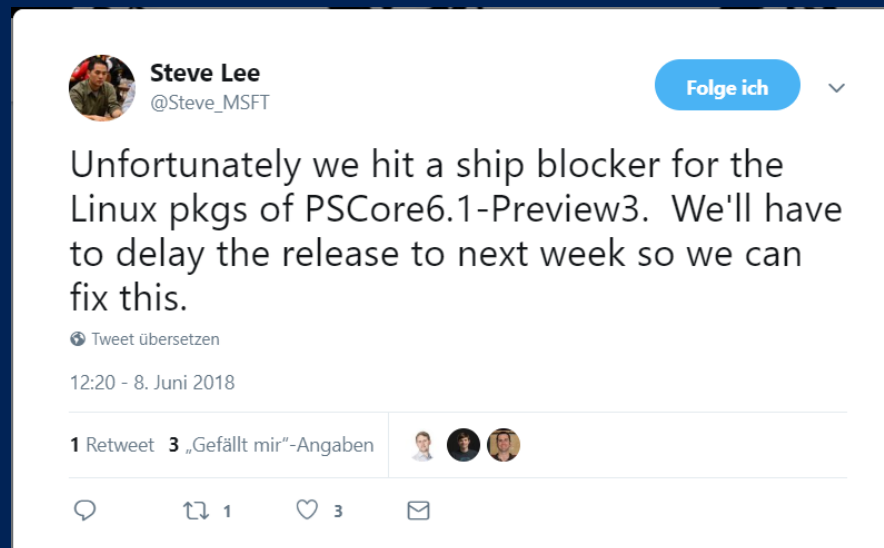 Steve Lee
@Steve_MSFT
Folge ich
Unfortunately we hit a ship blocker for the
Linux pkgs of PSCore6.1-Preview3.  We'll have
to delay the release to next week so we can
fix this.
Tweet übersetzen
12:20 - 8. Juni 2018
1 Retweet 3 „Gefällt mir“-Angaben
1 3